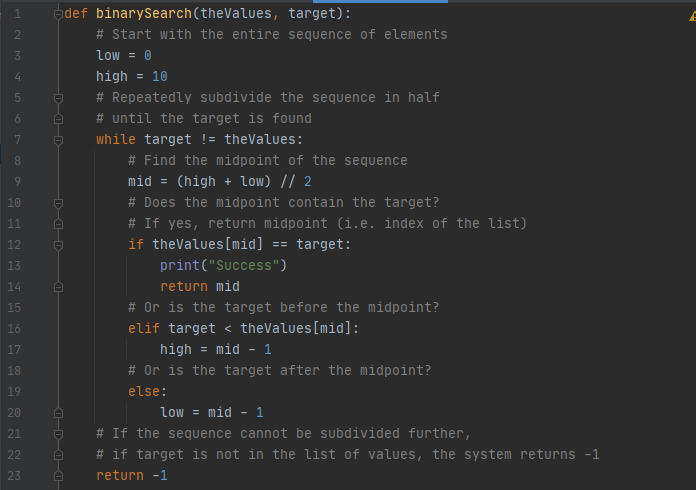 1 def binarySearch(theValues, target):
2     # Start with the entire sequence of elements
3     low = 0
4     high = 10
5     # Repeatedly subdivide the sequence in half
6     # until the target is found
7     while target != theValues:
8         # Find the midpoint of the sequence
9         mid = (high + low) // 2
10         # Does the midpoint contain the target?
11         # If yes, return midpoint (i.e. index of the list)
12         if theValues[mid] == target:
13             print("Success")
14             return mid
15         # Or is the target before the midpoint?
16         elif target < theValues[mid]:
17             high = mid - 1
18         # Or is the target after the midpoint?
19         else:
20             low = mid - 1
21     # If the sequence cannot be subdivided further,
22     # if target is not in the list of values, the system returns -1
23     return -1